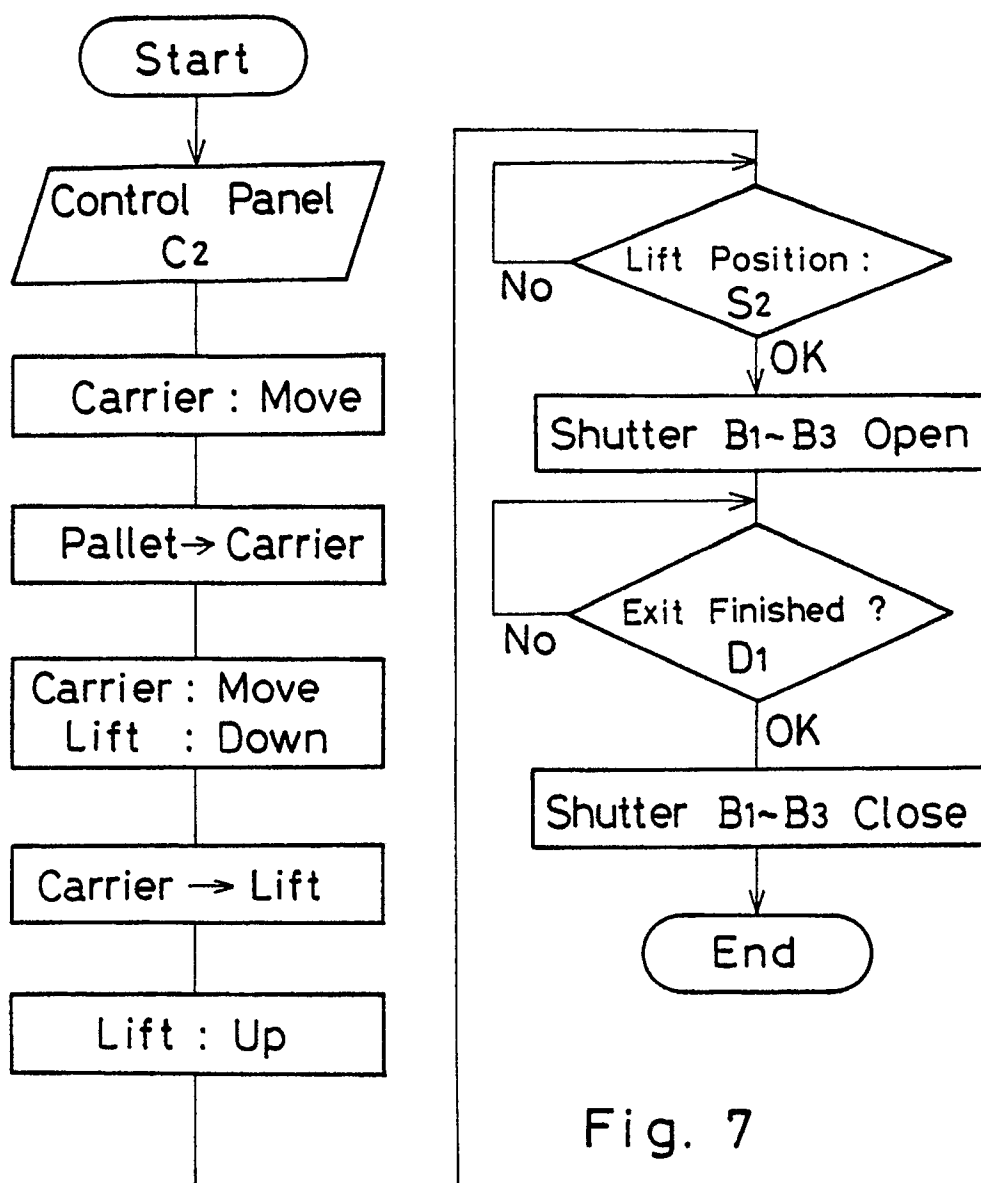 Start
Control Panel
C2
Carrier : Move
Pallet → Carrier
Carrier : Move
Lift : Down
Carrier → Lift
Lift : Up
Lift Position :
S2
No
OK
Shutter B1~B3 Open
Exit Finished ?
D1
No
OK
Shutter B1~B3 Close
End
Fig. 7